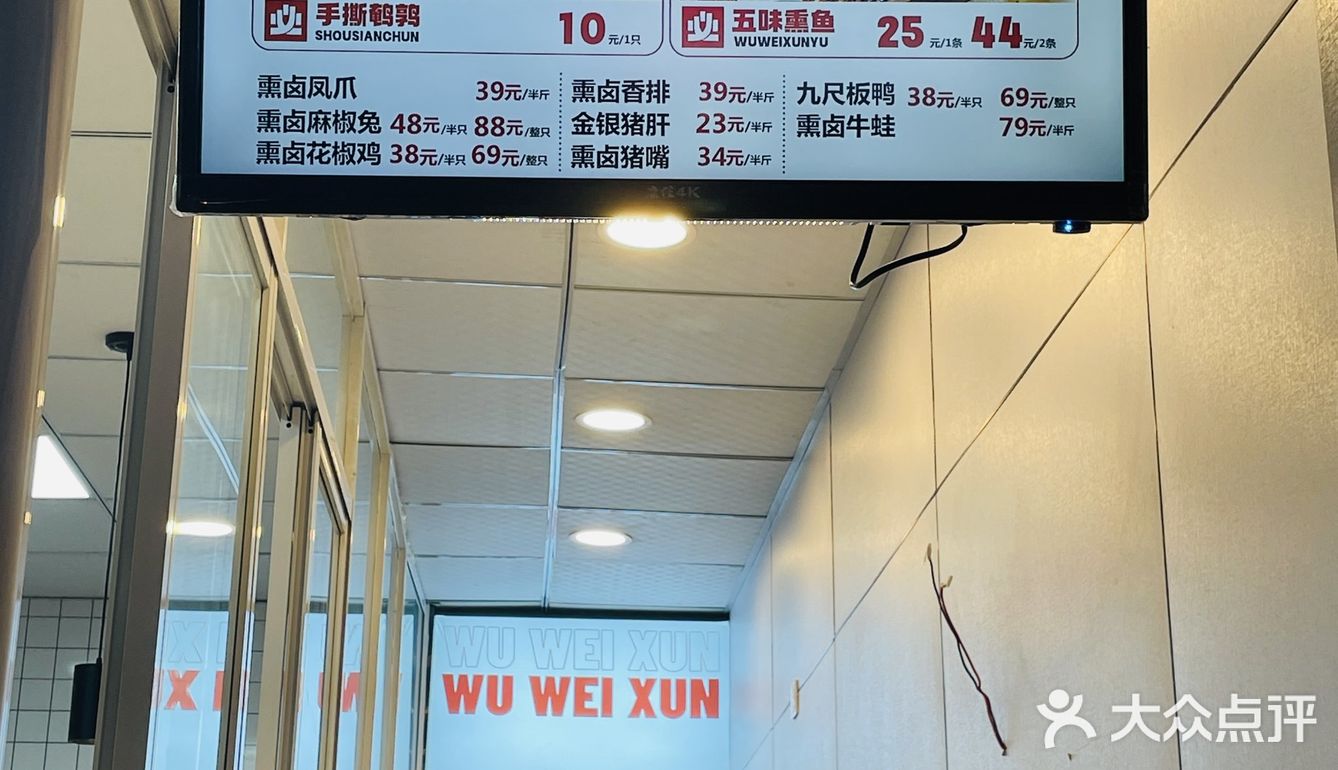 手撕鹌鹑 10元/1只
SHOUSIANCHUN
五味熏鱼 25元/1条 44元/2条
WUWEIXUNYU
熏卤凤爪 39元/半斤
熏卤麻椒兔 48元/半只 88元/整只
熏卤花椒鸡 38元/半只 69元/整只
熏卤香排 39元/半斤
金银猪肝 23元/半斤
熏卤猪嘴 34元/半斤
九尺板鸭 38元/半只 69元/整只
熏卤牛蛙 79元/半斤
WU WEI XUN
WU WEI XUN
大众点评